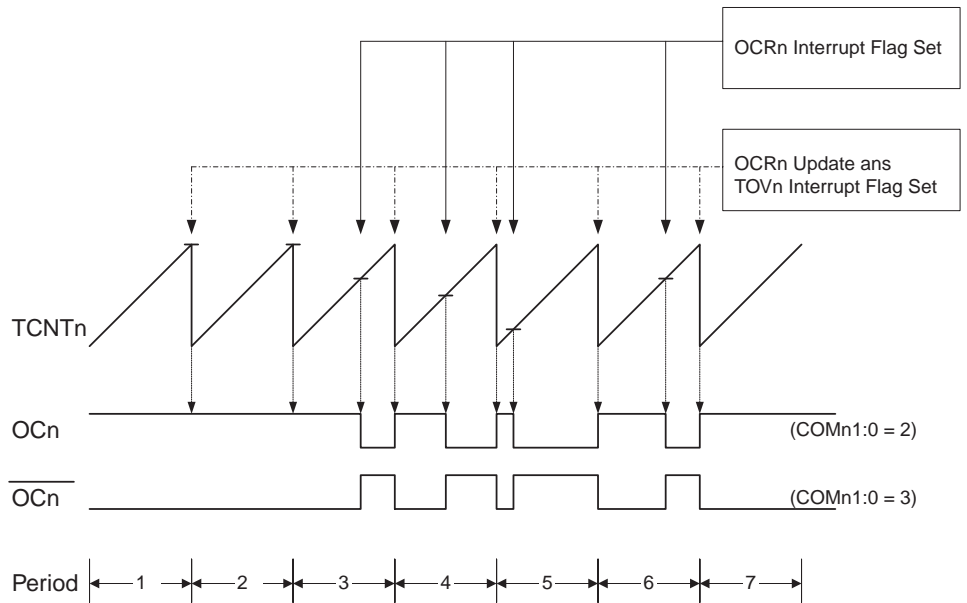 OCRn Interrupt Flag Set
OCRn Update ans
TOVn Interrupt Flag Set
TCNTn
OCn
(COMn1:0 = 2)
OCn
(COMn1:0 = 3)
Period
1
2
3
4
5
6
7